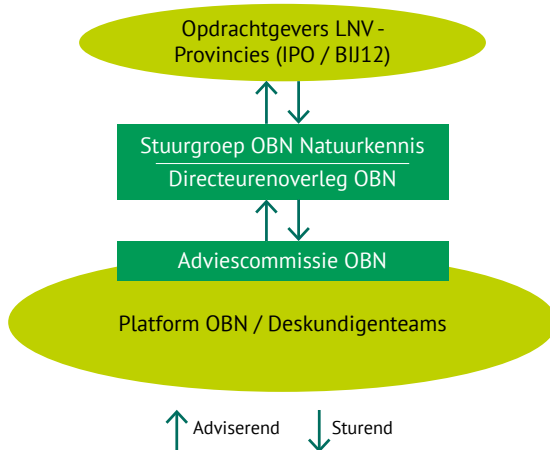 Opdrachtgevers LNV -
Provincies (IPO / BIJ12)
Stuurgroep OBN Natuurkennis
Directeurenoverleg OBN
Adviescommissie OBN
Platform OBN / Deskundigenteams
Adviserend
Sturend